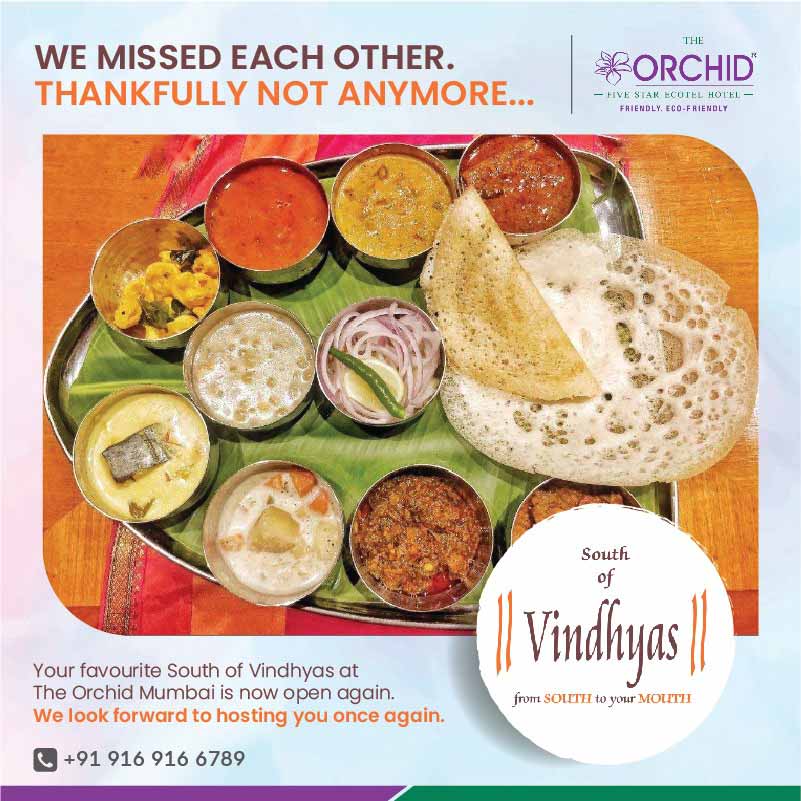 WE MISSED EACH OTHER.
THANKFULLY NOT ANYMORE...
THE
ORCHID
FIVE STAR ECOTEL HOTEL
FRIENDLY. ECO-FRIENDLY
South
of
Vindhyas
from SOUTH to your MOUTH
Your favourite South of Vindhyas at
The Orchid Mumbai is now open again.
We look forward to hosting you once again.
+91 916 916 6789